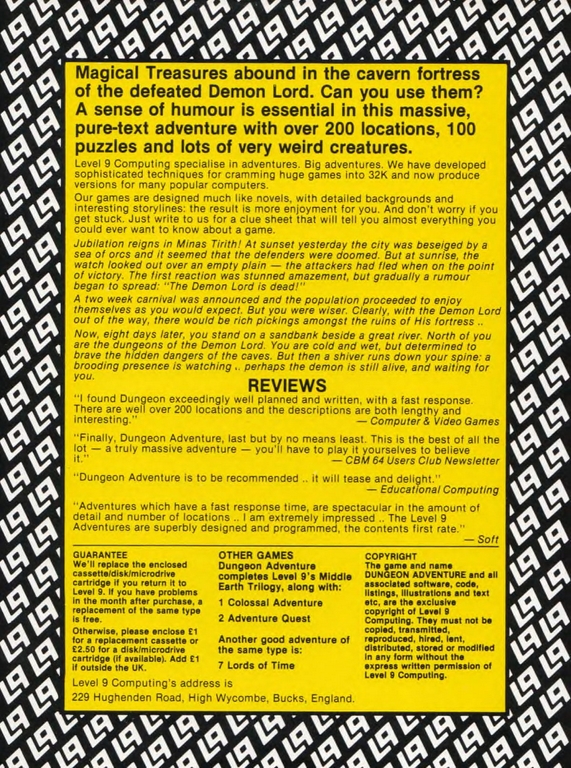 Magical Treasures abound in the cavern fortress
of the defeated Demon Lord. Can you use them?
A sense of humour is essential in this massive,
pure-text adventure with over 200 locations, 100
puzzles and lots of very weird creatures.
Level 9 Computing specialise in adventures. Big adventures. We have developed
sophisticated techniques for cramming huge games into 32K and now produce
versions for many popular computers.
Our games are designed much like novels, with detailed backgrounds and
interesting storylines: the result is more enjoyment for you. And don't worry if you
get stuck. Just write to us for a clue sheet that will tell you almost everything you
could ever want to know about a game.
Jubilation reigns in Minas Tirith! At sunset yesterday the city was beseiged by a
sea of orcs and it seemed that the defenders were doomed. But at sunrise, the
watch looked out over an empty plain — the attackers had fled when on the point
of victory. The first reaction was stunned amazement, but gradually a rumour
began to spread: "The Demon Lord is dead!"
A two week carnival was announced and the population proceeded to enjoy
themselves as you would expect. But you were wiser. Clearly, with the Demon Lord
out of the way, there would be rich pickings amongst the ruins of His fortress ..
Now, eight days later, you stand on a sandbank beside a great river. North of you
are the dungeons of the Demon Lord. You are cold and wet, but determined to
brave the hidden dangers of the caves. But then a shiver runs down your spine: a
brooding presence is watching .. perhaps the demon is still alive, and waiting for
you.
REVIEWS
"I found Dungeon exceedingly well planned and written, with a fast response.
There are well over 200 locations and the descriptions are both lengthy and
interesting."
— Computer & Video Games
"Finally, Dungeon Adventure, last but by no means least. This is the best of all the
lot — a truly massive adventure — you'll have to play it yourselves to believe
it."
— CBM 64 Users Club Newsletter
"Dungeon Adventure is to be recommended .. it will tease and delight."
— Educational Computing
"Adventures which have a fast response time, are spectacular in the amount of
detail and number of locations .. I am extremely impressed .. The Level 9
Adventures are superbly designed and programmed, the contents first rate."
— Soft
GUARANTEE
We'll replace the enclosed
cassette/disk/microdrive
cartridge if you return it to
Level 9. If you have problems
in the month after purchase, a
replacement of the same type
is free.
Otherwise, please enclose £1
for a replacement cassette or
£2.50 for a disk/microdrive
cartridge (if available). Add £1
if outside the UK.
OTHER GAMES
Dungeon Adventure
completes Level 9's Middle
Earth Trilogy, along with:
1 Colossal Adventure
2 Adventure Quest
Another good adventure of
the same type is:
7 Lords of Time
COPYRIGHT
The game and name
DUNGEON ADVENTURE and all
associated software, code,
listings, illustrations and text
etc, are the exclusive
copyright of Level 9
Computing. They must not be
copied, transmitted,
reproduced, hired, lent,
distributed, stored or modified
in any form without the
express written permission of
Level 9 Computing.
Level 9 Computing's address is
229 Hughenden Road, High Wycombe, Bucks, England.